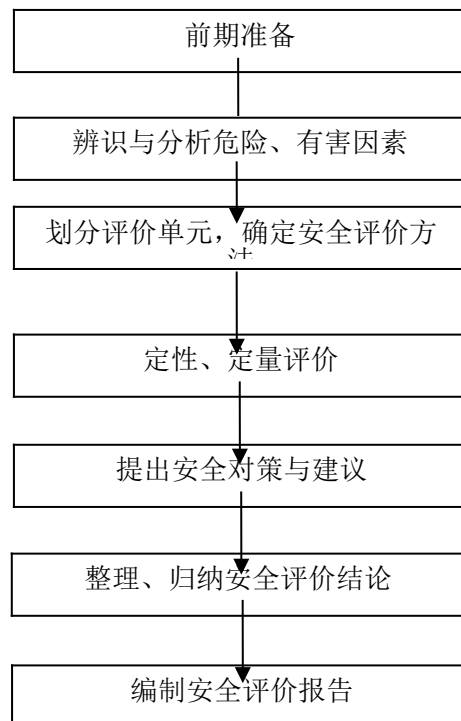 前期准备
辨识与分析危险、有害因素
划分评价单元，确定安全评价方
法
定性、定量评价
提出安全对策与建议
整理、归纳安全评价结论
编制安全评价报告